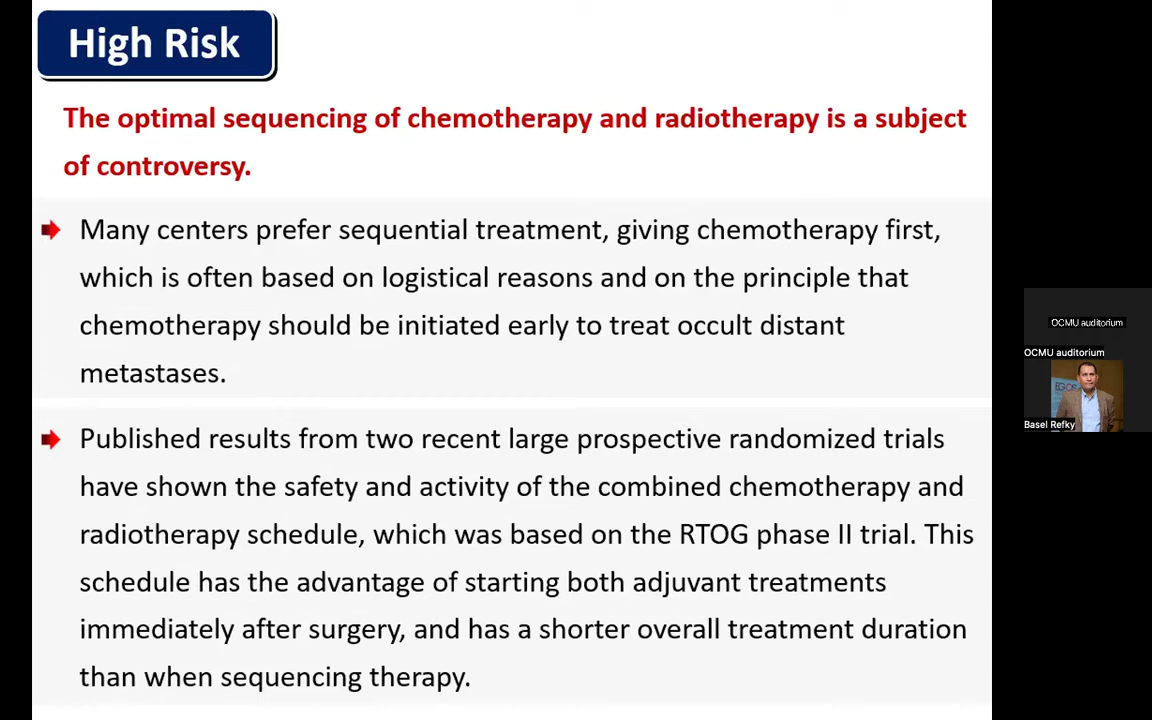 High Risk
The optimal sequencing of chemotherapy and radiotherapy is a subject
of controversy.
Many centers prefer sequential treatment, giving chemotherapy first,
which is often based on logistical reasons and on the principle that
chemotherapy should be initiated early to treat occult distant
metastases.
Published results from two recent large prospective randomized trials
have shown the safety and activity of the combined chemotherapy and
radiotherapy schedule, which was based on the RTOG phase II trial. This
schedule has the advantage of starting both adjuvant treatments
immediately after surgery, and has a shorter overall treatment duration
than when sequencing therapy.
OCMU auditorium
OCMU auditorium
Basel Refky